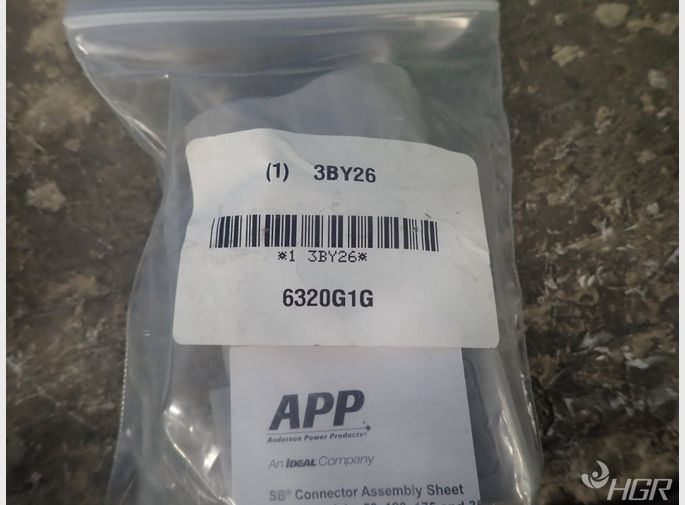 (1) 3BY26
*1 3BY26*
6320G1G
APP
Anderson Power Products®
An IDEAL Company
SB® Connector Assembly Sheet
HGR